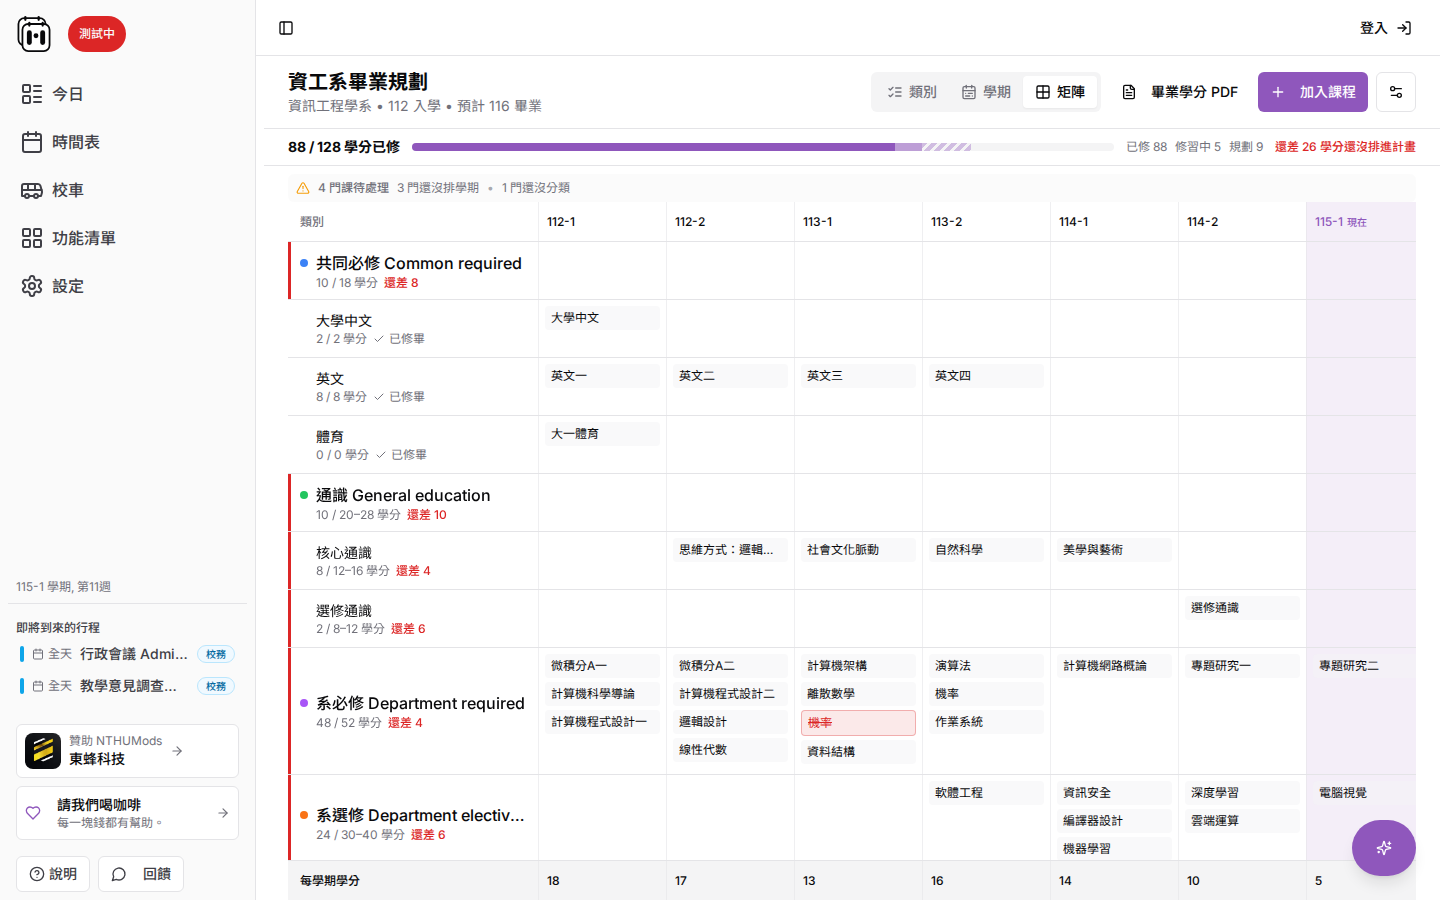 測試中
今日
時間表
校車
功能清單
設定
115-1 學期, 第11週
即將到來的行程
全天 行政會議 Admi... 校務
全天 教學意見調查... 校務
贊助 NTHUMods
東蜂科技
請我們喝咖啡
每一塊錢都有幫助。
說明 回饋
登入
資工系畢業規劃
資訊工程學系 • 112 入學 • 預計 116 畢業
類別 學期 矩陣 畢業學分 PDF 加入課程
88 / 128 學分已修 已修 88 修習中 5 規劃 9 還差 26 學分還沒排進計畫
4 門課待處理 3 門還沒排學期 • 1 門還沒分類
類別 112-1 112-2 113-1 113-2 114-1 114-2 115-1 現在
共同必修 Common required
10 / 18 學分 還差 8
大學中文 大學中文
2 / 2 學分 已修畢
英文 英文一 英文二 英文三 英文四
8 / 8 學分 已修畢
體育 大一體育
0 / 0 學分 已修畢
通識 General education
10 / 20–28 學分 還差 10
核心通識 思維方式：邏輯... 社會文化脈動 自然科學 美學與藝術
8 / 12–16 學分 還差 4
選修通識 選修通識
2 / 8–12 學分 還差 6
微積分A一 微積分A二 計算機架構 演算法 計算機網路概論 專題研究一 專題研究二
計算機科學導論 計算機程式設計二 離散數學 機率
系必修 Department required
48 / 52 學分 還差 4
計算機程式設計一 邏輯設計 機率 作業系統
線性代數 資料結構
軟體工程 資訊安全 深度學習 電腦視覺
系選修 Department electiv... 編譯器設計 雲端運算
24 / 30–40 學分 還差 6
機器學習
每學期學分 18 17 13 16 14 10 5